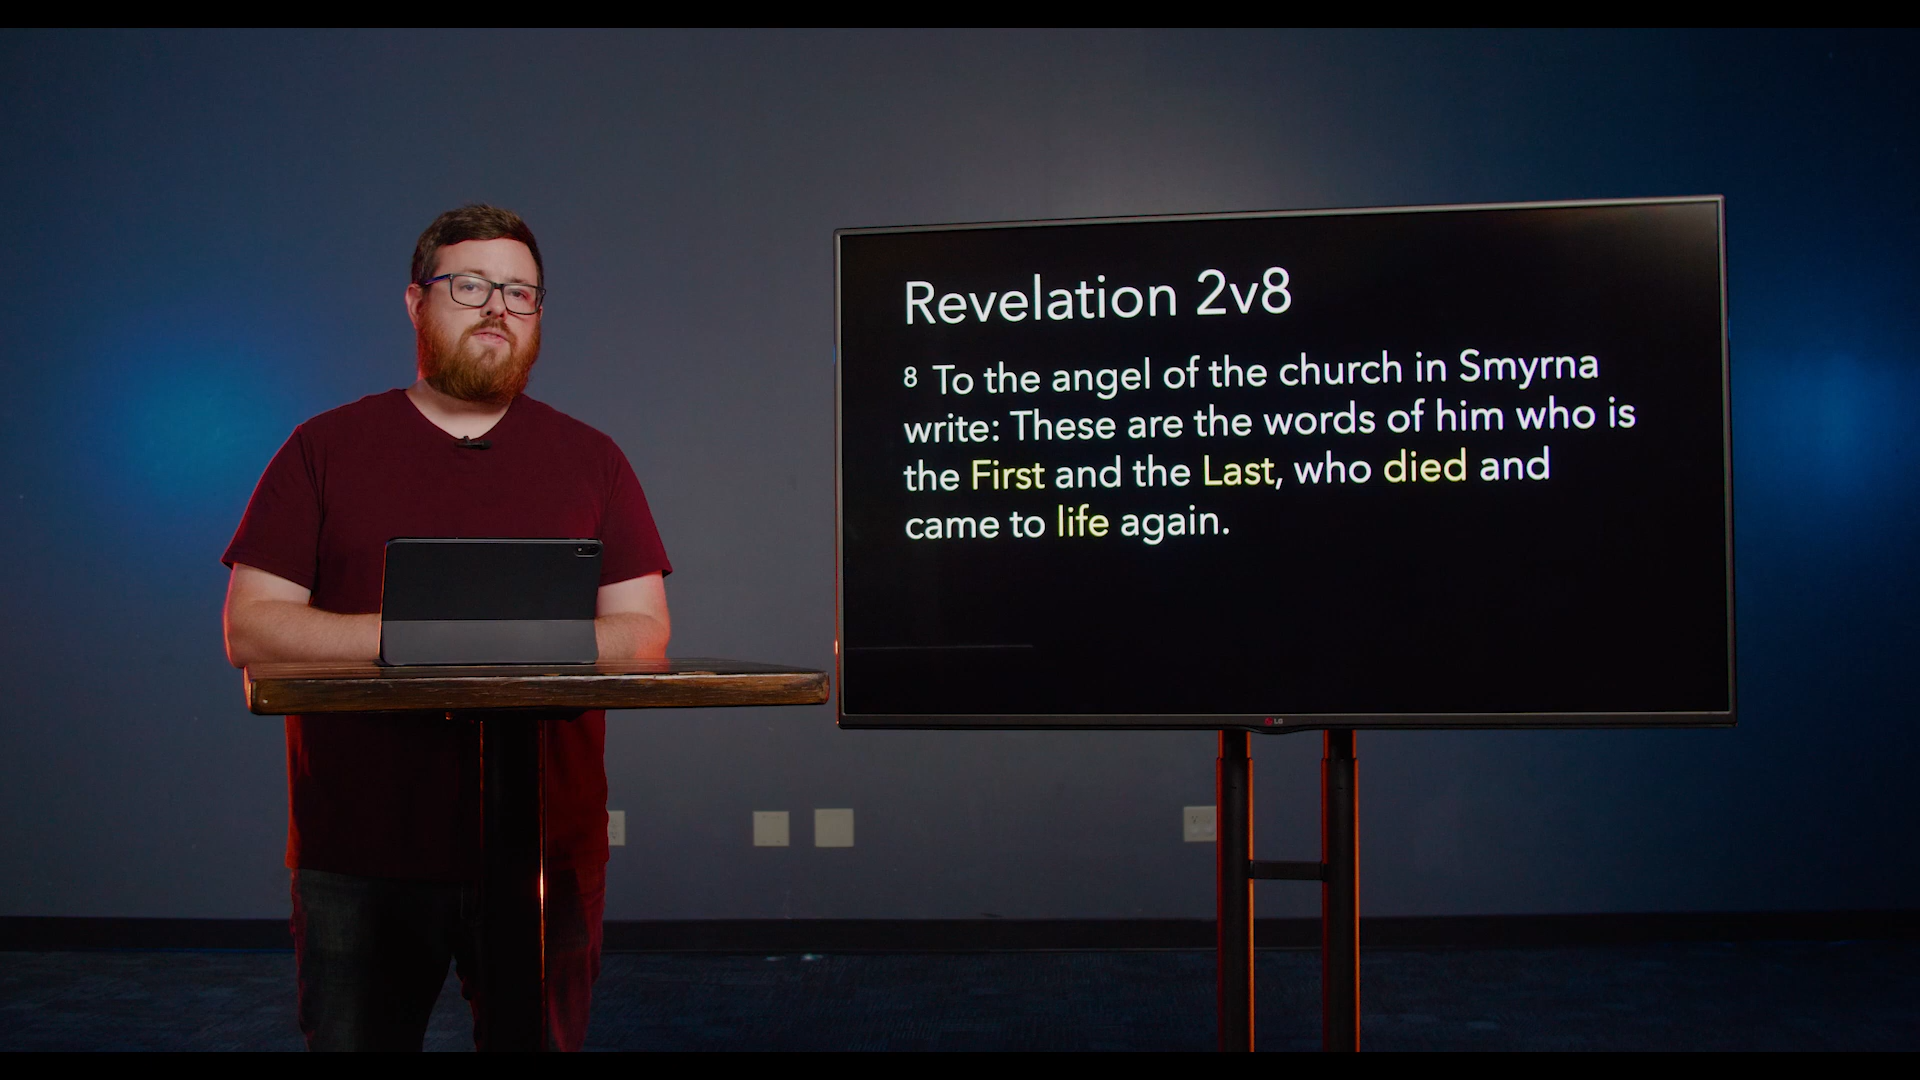 Revelation 2v8
8 To the angel of the church in Smyrna
write: These are the words of him who is
the First and the Last, who died and
came to life again.
LG